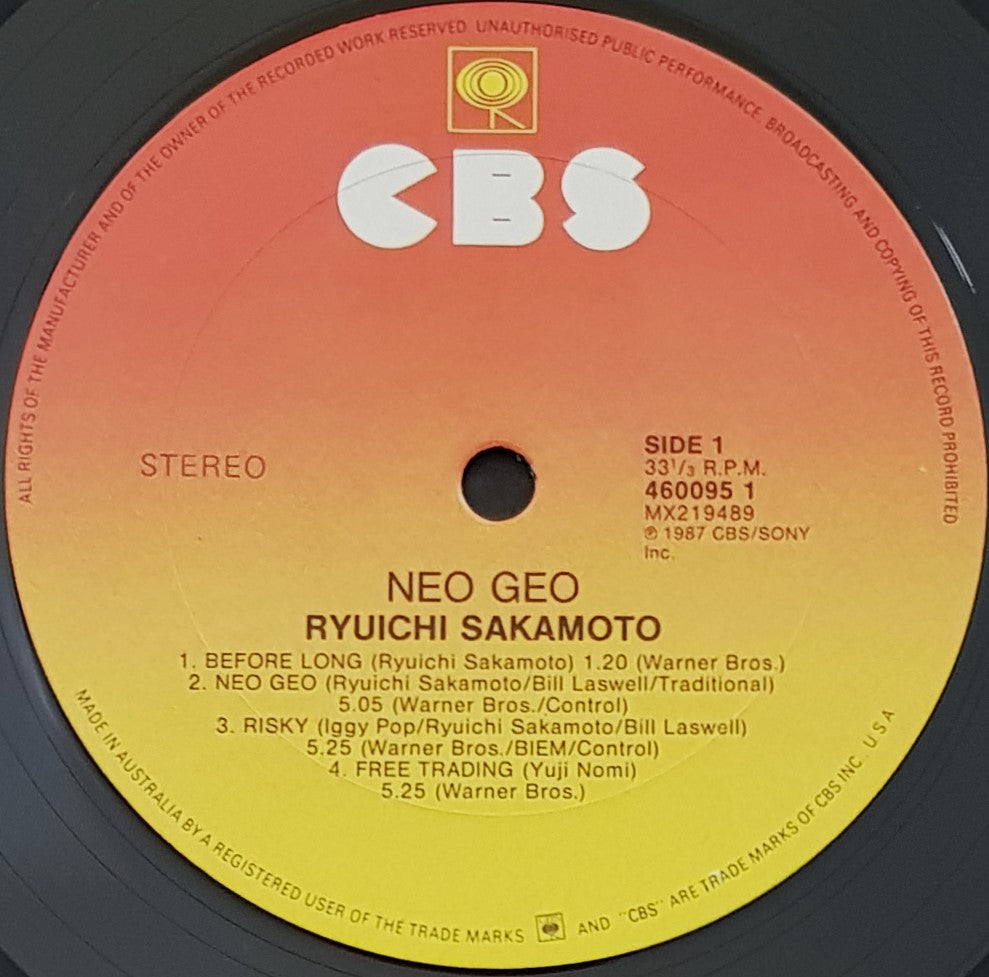 ALL RIGHTS OF THE MANUFACTURER AND OF THE OWNER OF THE RECORDED WORK RESERVED UNAUTHORISED PUBLIC PERFORMANCE, BROADCASTING AND COPYING OF THIS RECORD PROHIBITED
CBS
STEREO
SIDE 1
33 1/3 R.P.M.
460095 1
MX219489
℗ 1987 CBS/SONY
Inc.
NEO GEO
RYUICHI SAKAMOTO
1. BEFORE LONG (Ryuichi Sakamoto) 1.20 (Warner Bros.)
2. NEO GEO (Ryuichi Sakamoto/Bill Laswell/Traditional)
5.05 (Warner Bros./Control)
3. RISKY (Iggy Pop/Ryuichi Sakamoto/Bill Laswell)
5.25 (Warner Bros./BIEM/Control)
4. FREE TRADING (Yuji Nomi)
5.25 (Warner Bros.)
MADE IN AUSTRALIA BY A REGISTERED USER OF THE TRADE MARKS AND "CBS" ARE TRADE MARKS OF CBS INC. U S A